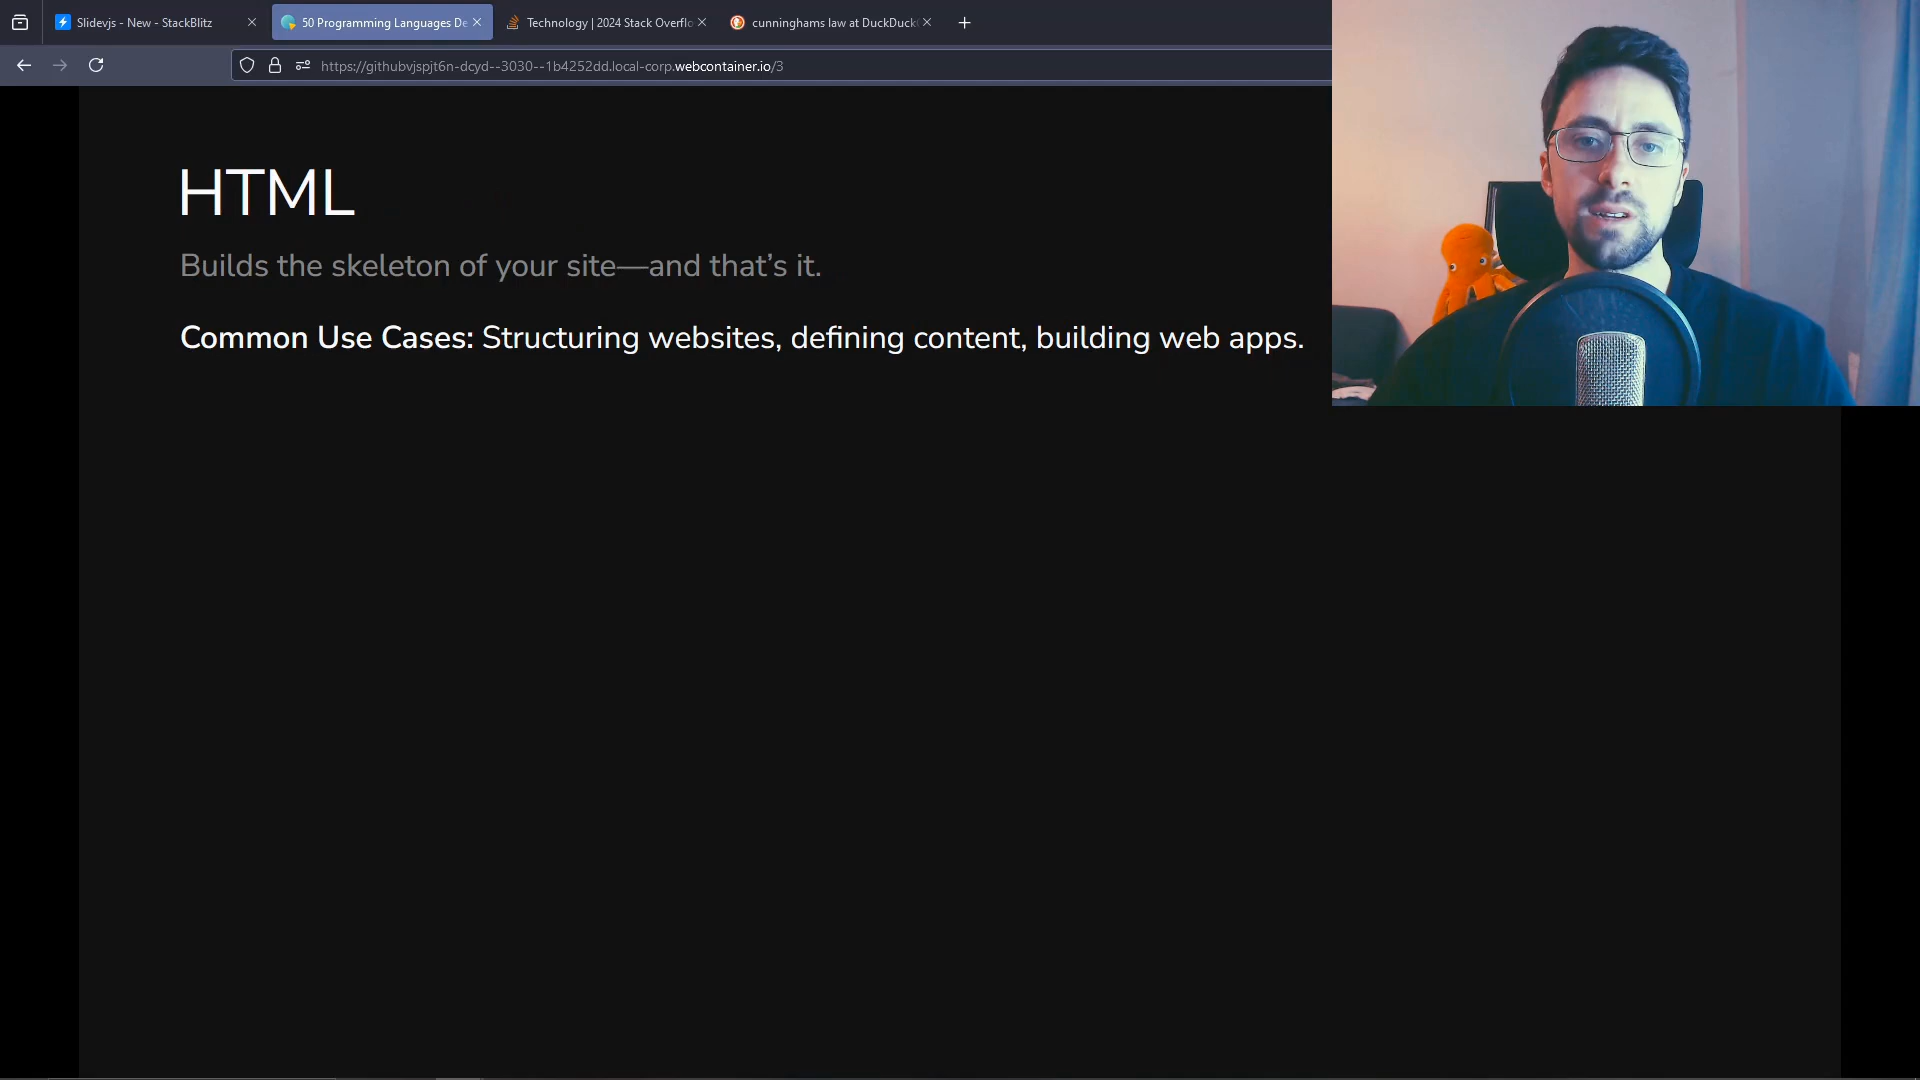 Slidevjs - New - StackBlitz
50 Programming Languages De
Technology | 2024 Stack Overflo
cunninghams law at DuckDuck
https://githubvjspjt6n-dcyd--3030--1b4252dd.local-corp.webcontainer.io/3
HTML
Builds the skeleton of your site—and that’s it.
Common Use Cases: Structuring websites, defining content, building web apps.